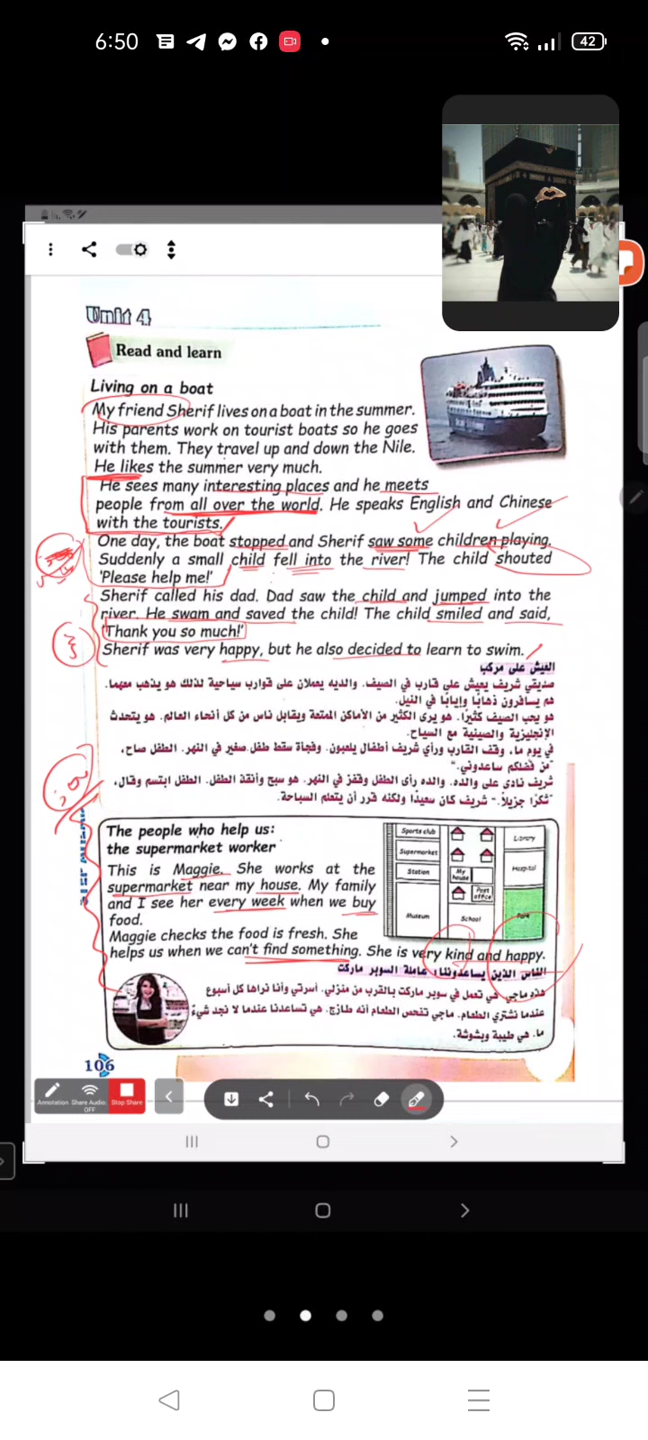 6:50
42
Unit 4
Read and learn
Living on a boat
My friend Sherif lives on a boat in the summer.
His parents work on tourist boats so he goes
with them. They travel up and down the Nile.
He likes the summer very much.
He sees many interesting places and he meets
people from all over the world. He speaks English and Chinese
with the tourists.
One day, the boat stopped and Sherif saw some children playing.
Suddenly a small child fell into the river! The child shouted
'Please help me!'
Sherif called his dad. Dad saw the child and jumped into the
river. He swam and saved the child! The child smiled and said,
'Thank you so much!'
Sherif was very happy, but he also decided to learn to swim.
العيش على مركب
صديقي شريف يعيش على قارب في الصيف. والديه يعملان على قوارب سياحية لذلك هو يذهب معهما.
هم يسافرون ذهابًا وإيابًا في النيل.
هو يحب الصيف كثيرًا. هو يرى الكثير من الأماكن الممتعة ويقابل ناس من كل أنحاء العالم. هو يتحدث
الإنجليزية والصينية مع السياح.
في يوم ما، وقف القارب ورأي شريف أطفال يلعبون. وفجأة سقط طفل صغير في النهر. الطفل صاح،
"من فضلكم ساعدوني."
شريف نادى على والده. والده رأى الطفل وقفز في النهر. هو سبح وأنقذ الطفل. الطفل ابتسم وقال،
"شكرًا جزيلًا." شريف كان سعيدًا ولكنه قرر أن يتعلم السباحة.
The people who help us:
the supermarket worker
This is Maggie. She works at the
supermarket near my house. My family
and I see her every week when we buy
food.
Maggie checks the food is fresh. She
helps us when we can't find something. She is very kind and happy.
Sports club
Supermarket
Station
Museum
My house
Post office
School
Library
Hospital
Park
الناس الذين يساعدوننا: عاملة السوبر ماركت
هذه ماجي. هي تعمل في سوبر ماركت بالقرب من منزلي. أسرتي وأنا نراها كل أسبوع
عندما نشتري الطعام. ماجي تفحص الطعام أنه طازج. هي تساعدنا عندما لا نجد شيء
ما. هي طيبة وبشوشة.
106
Annotation
Share Audio: OFF
Stop Share